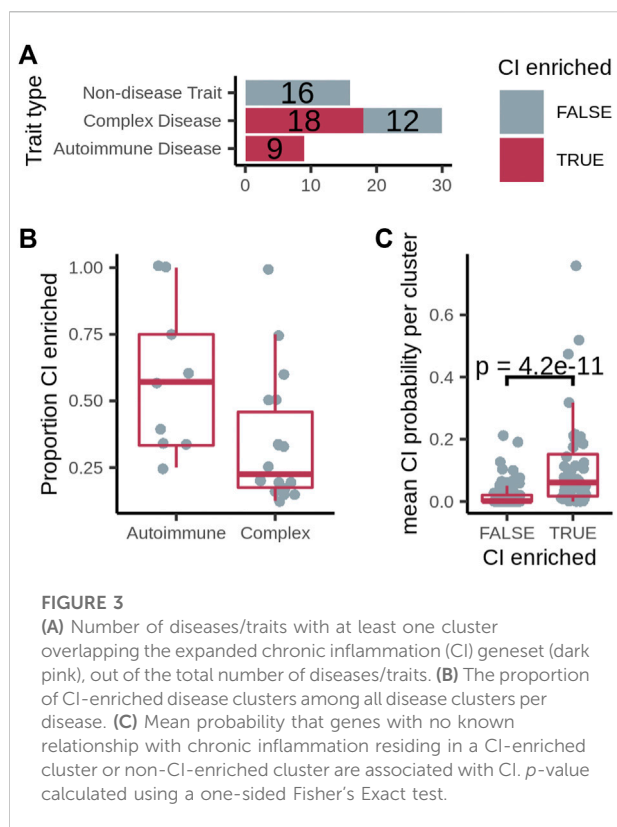 A
Trait type
Non-disease Trait
Complex Disease
Autoimmune Disease
16
18
12
9
0
10
20
30
CI enriched
FALSE
TRUE
B
Proportion CI enriched
1.00
0.75
0.50
0.25
Autoimmune
Complex
C
mean CI probability per cluster
0.6
0.4
0.2
0.0
p = 4.2e-11
FALSE
TRUE
CI enriched
FIGURE 3
(A) Number of diseases/traits with at least one cluster
overlapping the expanded chronic inflammation (CI) geneset (dark
pink), out of the total number of diseases/traits. (B) The proportion
of CI-enriched disease clusters among all disease clusters per
disease. (C) Mean probability that genes with no known
relationship with chronic inflammation residing in a CI-enriched
cluster or non-CI-enriched cluster are associated with CI. p-value
calculated using a one-sided Fisher's Exact test.